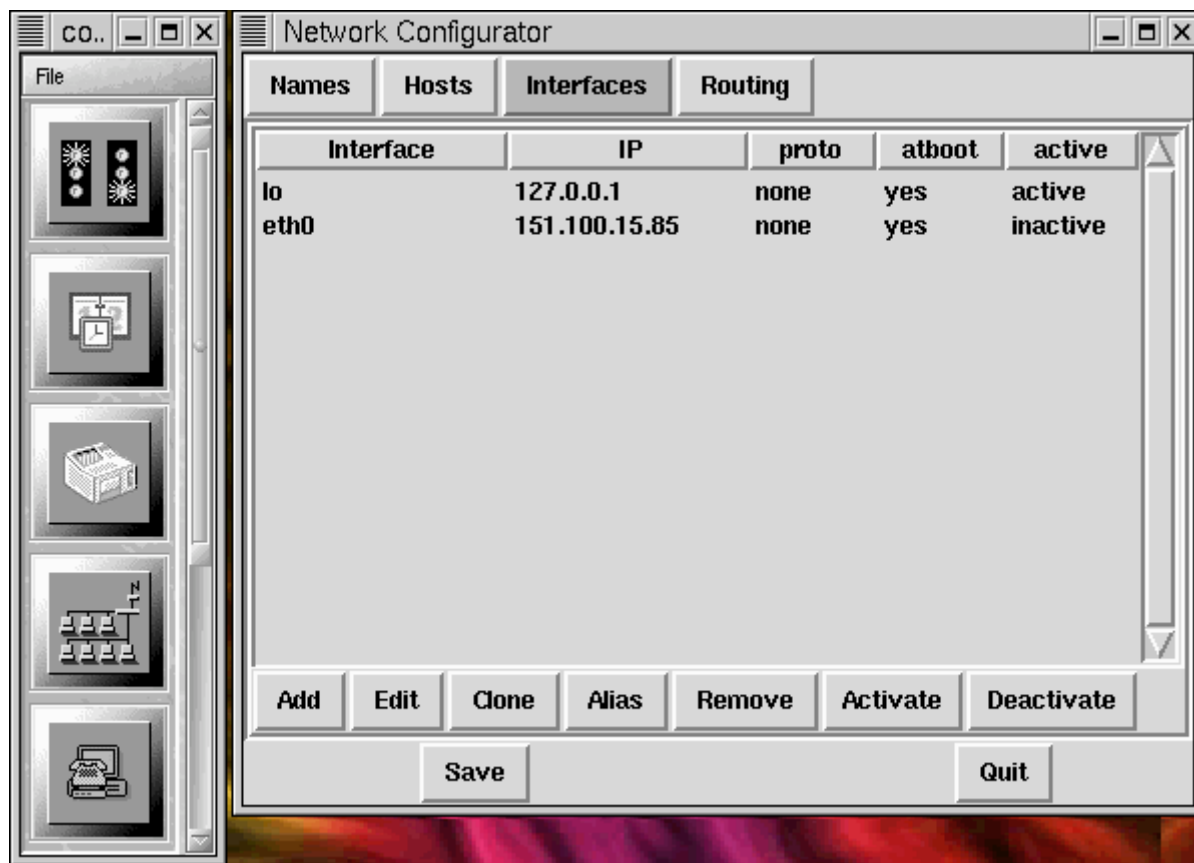 co..
File
Network Configurator
Names Hosts Interfaces Routing
Interface IP proto atboot active
lo 127.0.0.1 none yes active
eth0 151.100.15.85 none yes inactive
Add Edit Clone Alias Remove Activate Deactivate
Save Quit